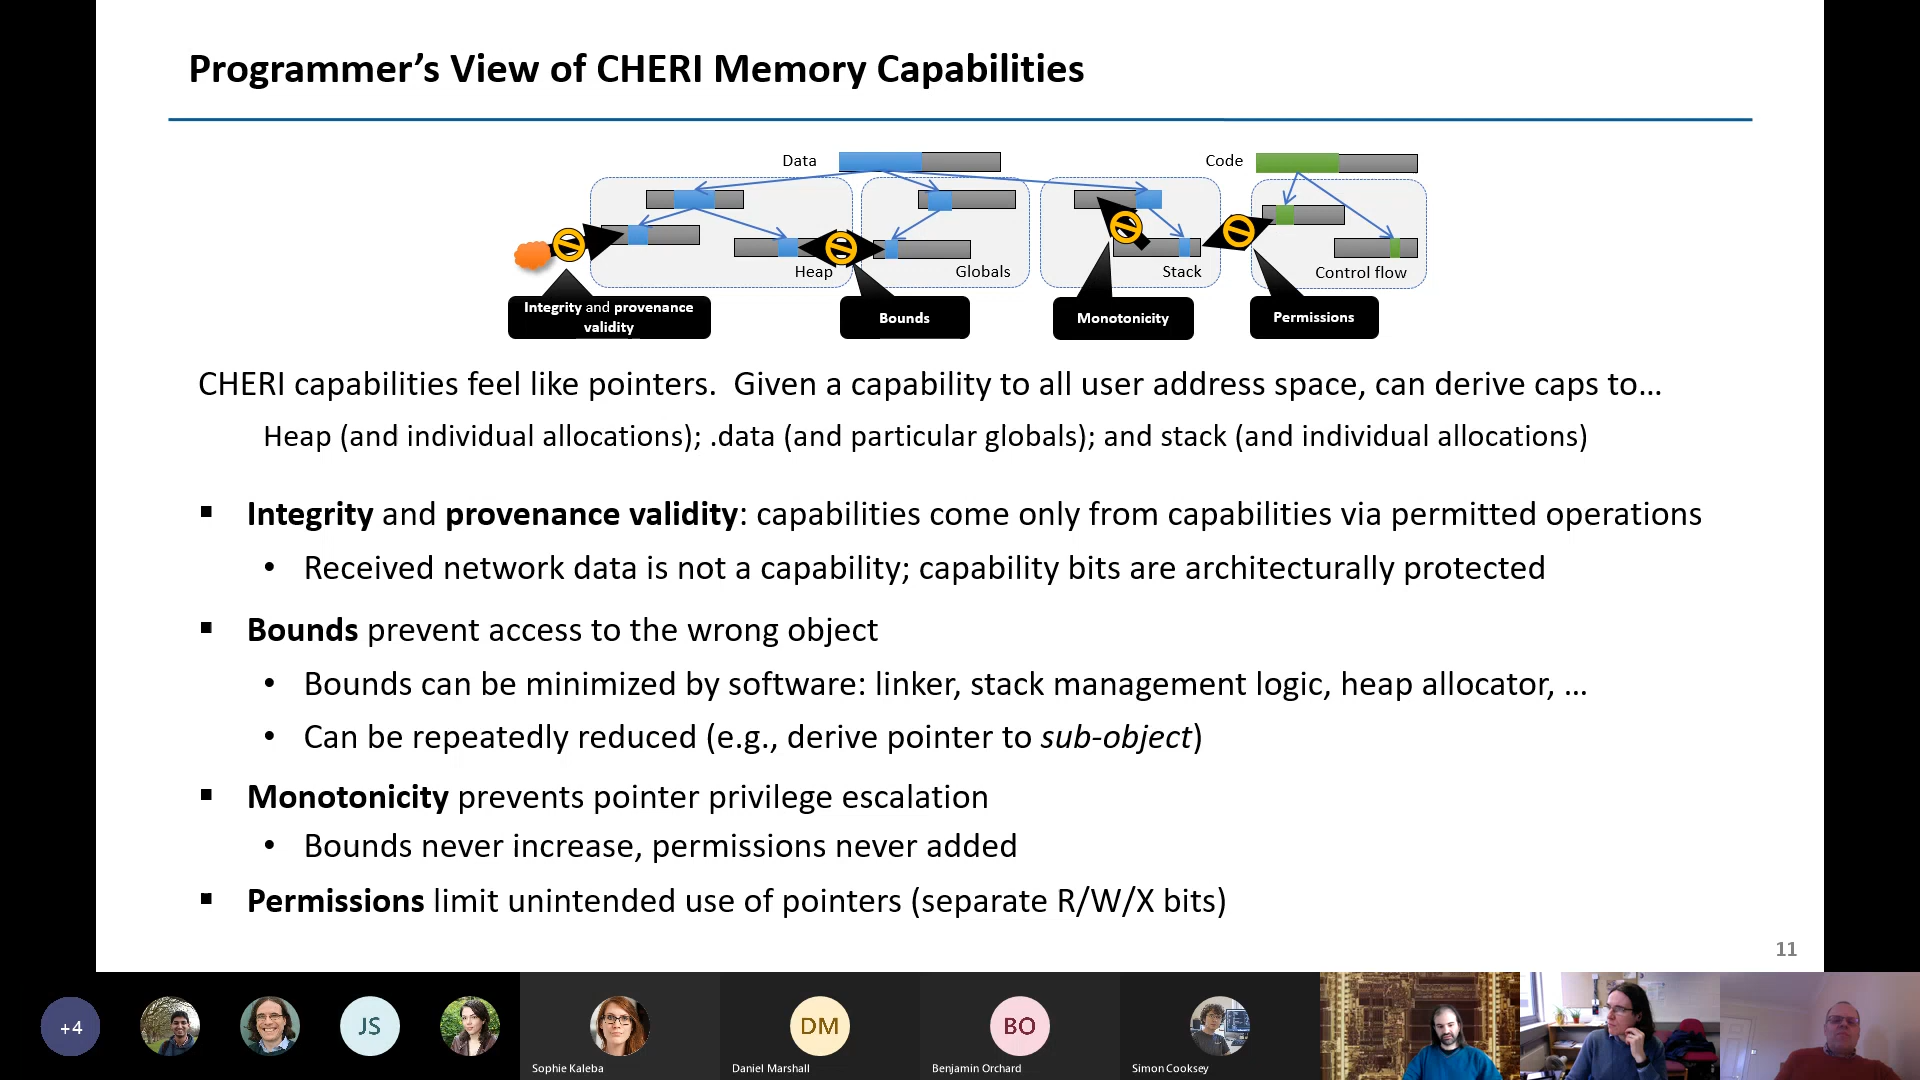 Programmer’s View of CHERI Memory Capabilities
Data
Code
Heap
Globals
Stack
Control flow
Integrity and provenance
validity
Bounds
Monotonicity
Permissions
CHERI capabilities feel like pointers. Given a capability to all user address space, can derive caps to…
Heap (and individual allocations); .data (and particular globals); and stack (and individual allocations)
▪ Integrity and provenance validity: capabilities come only from capabilities via permitted operations
• Received network data is not a capability; capability bits are architecturally protected
▪ Bounds prevent access to the wrong object
• Bounds can be minimized by software: linker, stack management logic, heap allocator, …
• Can be repeatedly reduced (e.g., derive pointer to sub-object)
▪ Monotonicity prevents pointer privilege escalation
• Bounds never increase, permissions never added
▪ Permissions limit unintended use of pointers (separate R/W/X bits)
11
+4
JS
DM
BO
Sophie Kaleba
Daniel Marshall
Benjamin Orchard
Simon Cooksey